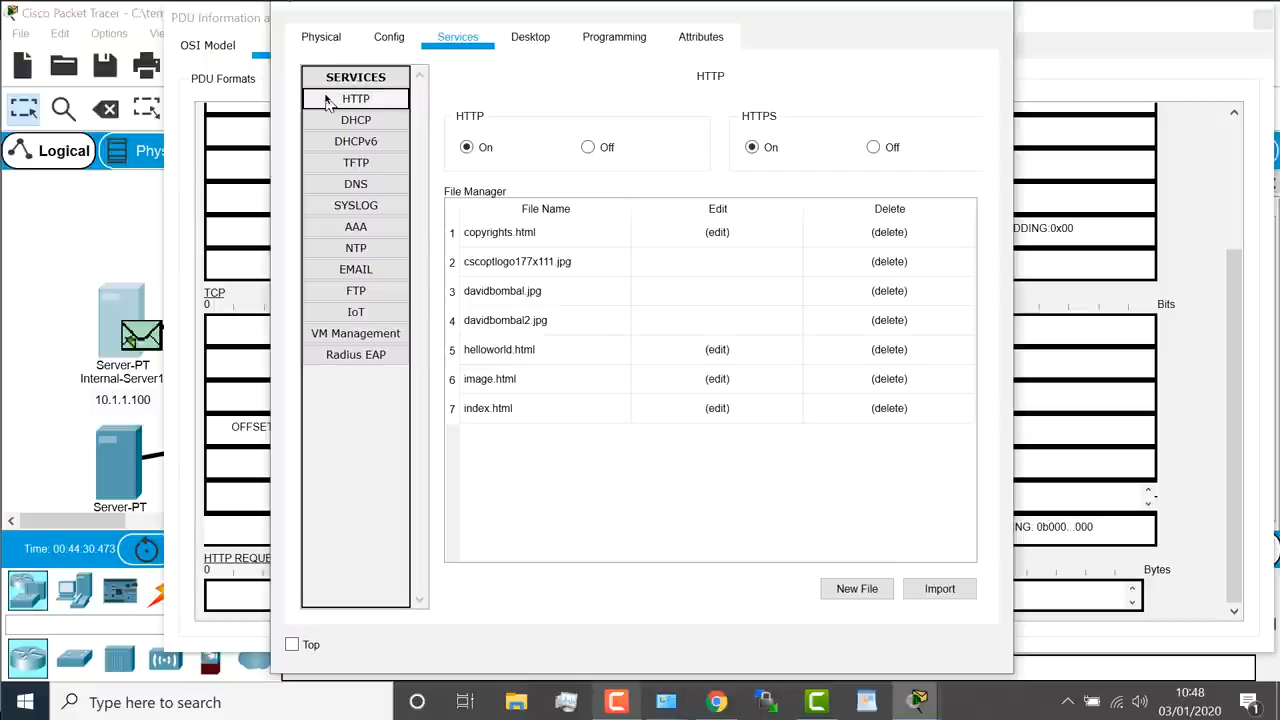 Cisco Packet Tracer - C:\ten
File Edit Options Vie
PDU Information a
OSI Model
PDU Formats
Logical
Phys
Physical Config Services Desktop Programming Attributes
SERVICES
HTTP
DHCP
DHCPv6
TFTP
DNS
SYSLOG
AAA
NTP
EMAIL
FTP
IoT
VM Management
Radius EAP
HTTP
HTTP
On Off
HTTPS
On Off
File Manager
File Name Edit Delete
1 copyrights.html (edit) (delete)
2 cscoptlogo177x111.jpg (delete)
3 davidbombal.jpg (delete)
4 davidbombal2.jpg (delete)
5 helloworld.html (edit) (delete)
6 image.html (edit) (delete)
7 index.html (edit) (delete)
New File Import
Top
DDING:0x00
TCP
0
Bits
OFFSET
NG: 0b000...000
HTTP REQUE
0
Bytes
Server-PT
Internal-Server1
10.1.1.100
Server-PT
Time: 00:44:30.473
Type here to search
10:48
03/01/2020
1